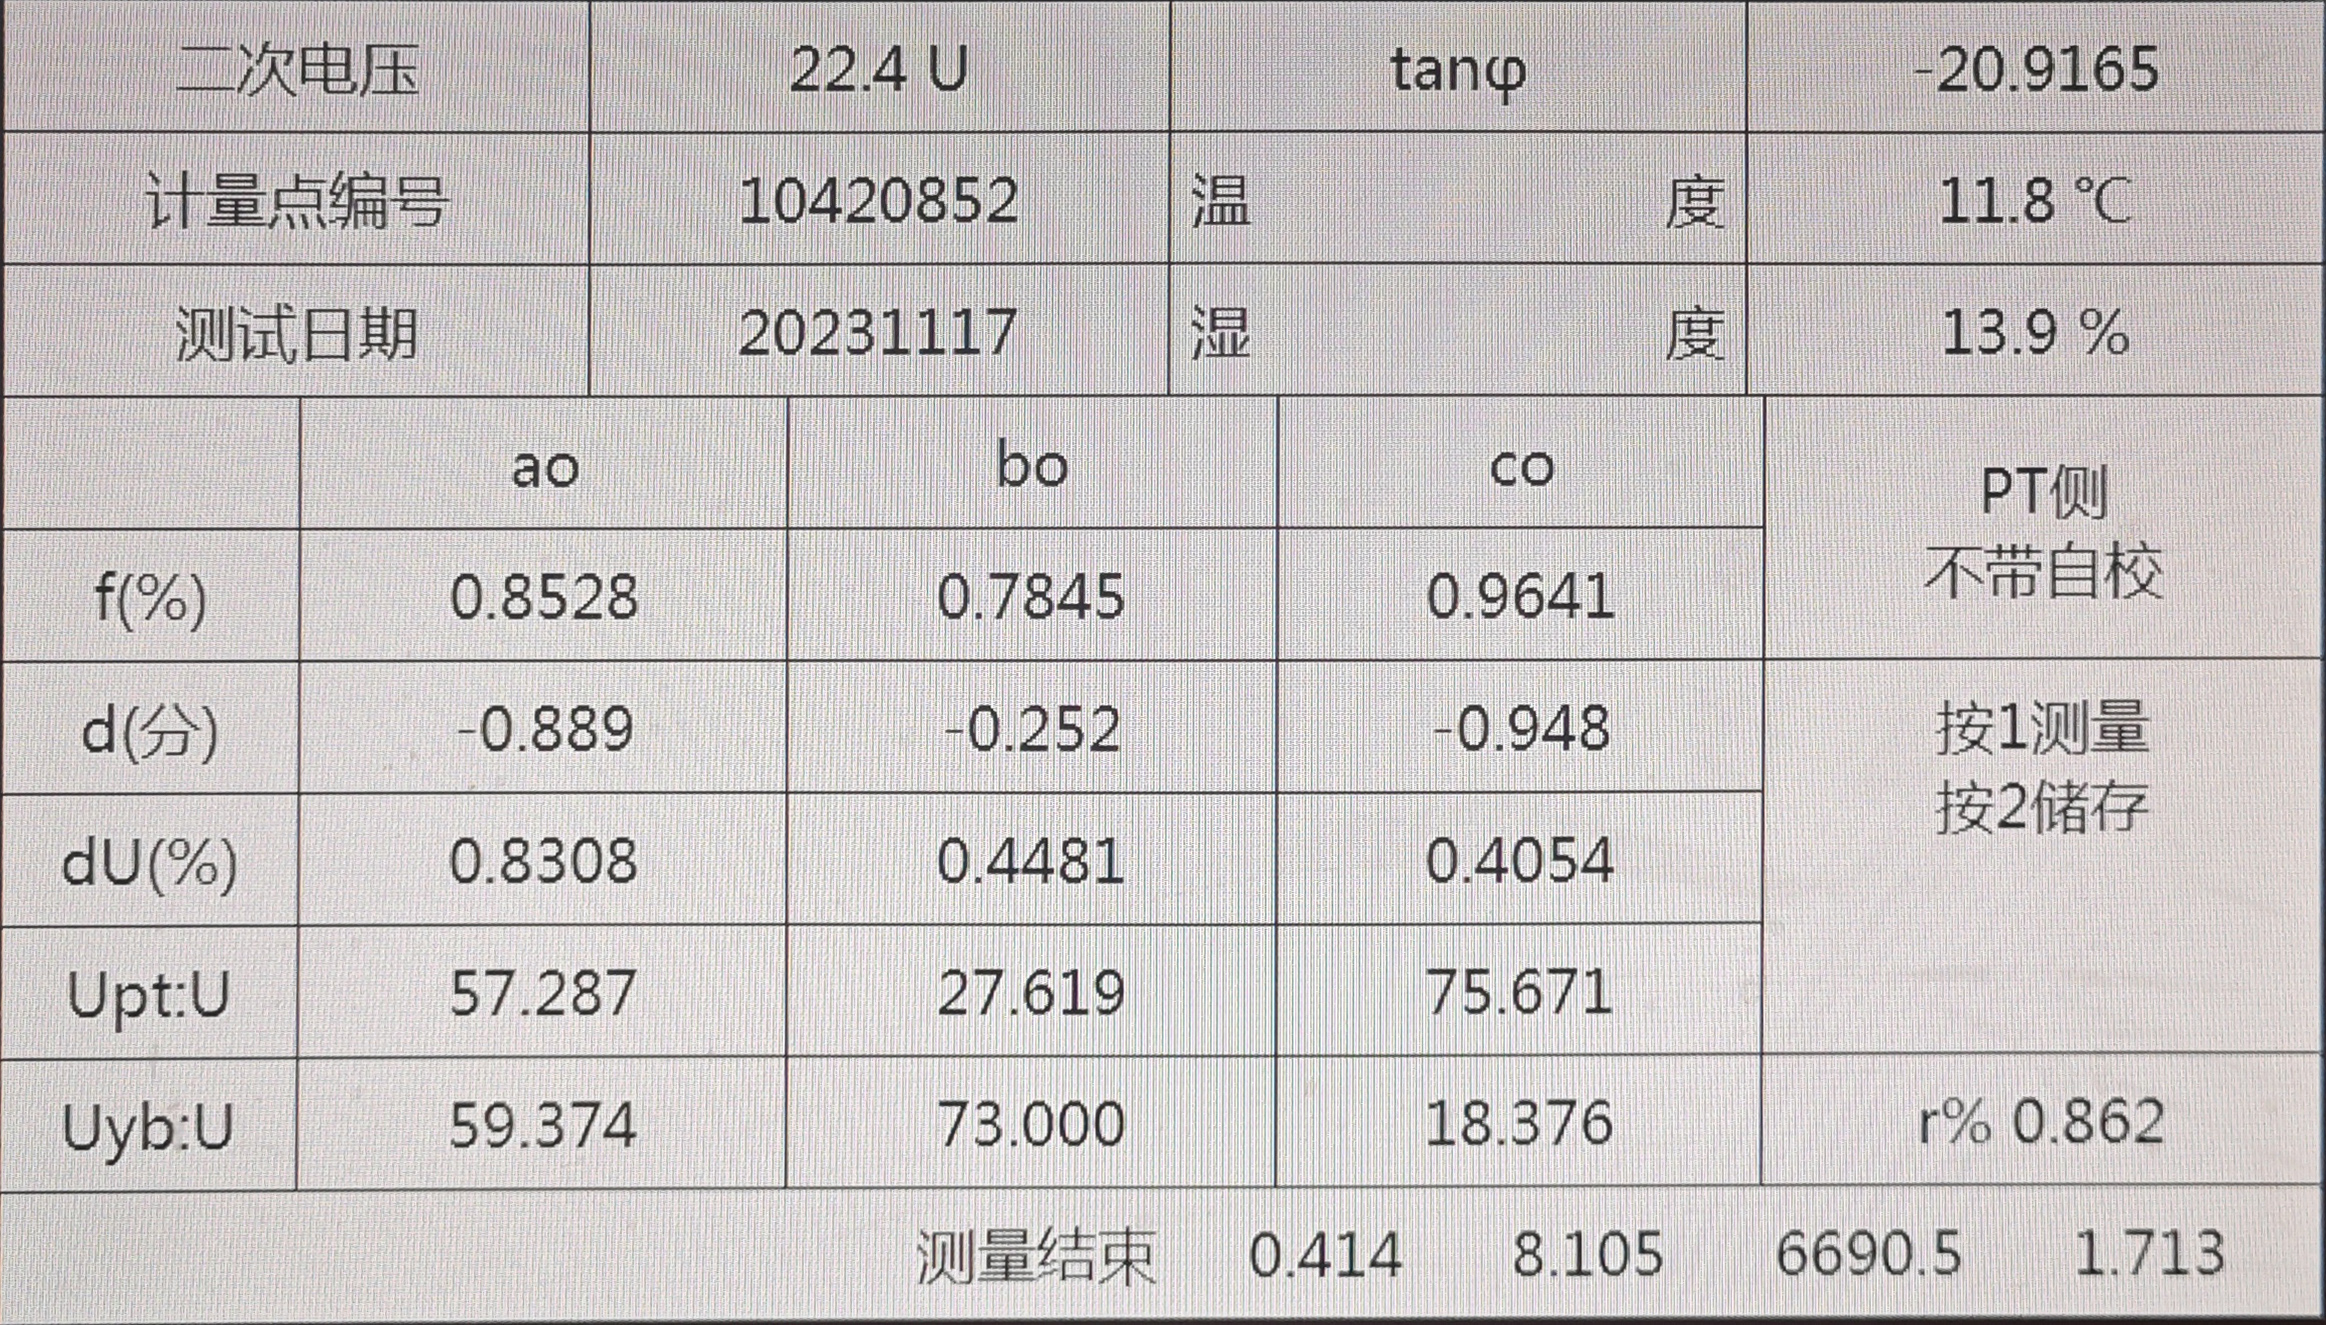 二次电压 22.4 U tanφ -20.9165
计量点编号 10420852 温 度 11.8 ℃
测试日期 20231117 湿 度 13.9 %
ao bo co PT侧
不带自校
f(%) 0.8528 0.7845 0.9641
d(分) -0.889 -0.252 -0.948 按1测量
按2储存
dU(%) 0.8308 0.4481 0.4054
Upt:U 57.287 27.619 75.671
Uyb:U 59.374 73.000 18.376 r% 0.862
测量结束 0.414 8.105 6690.5 1.713